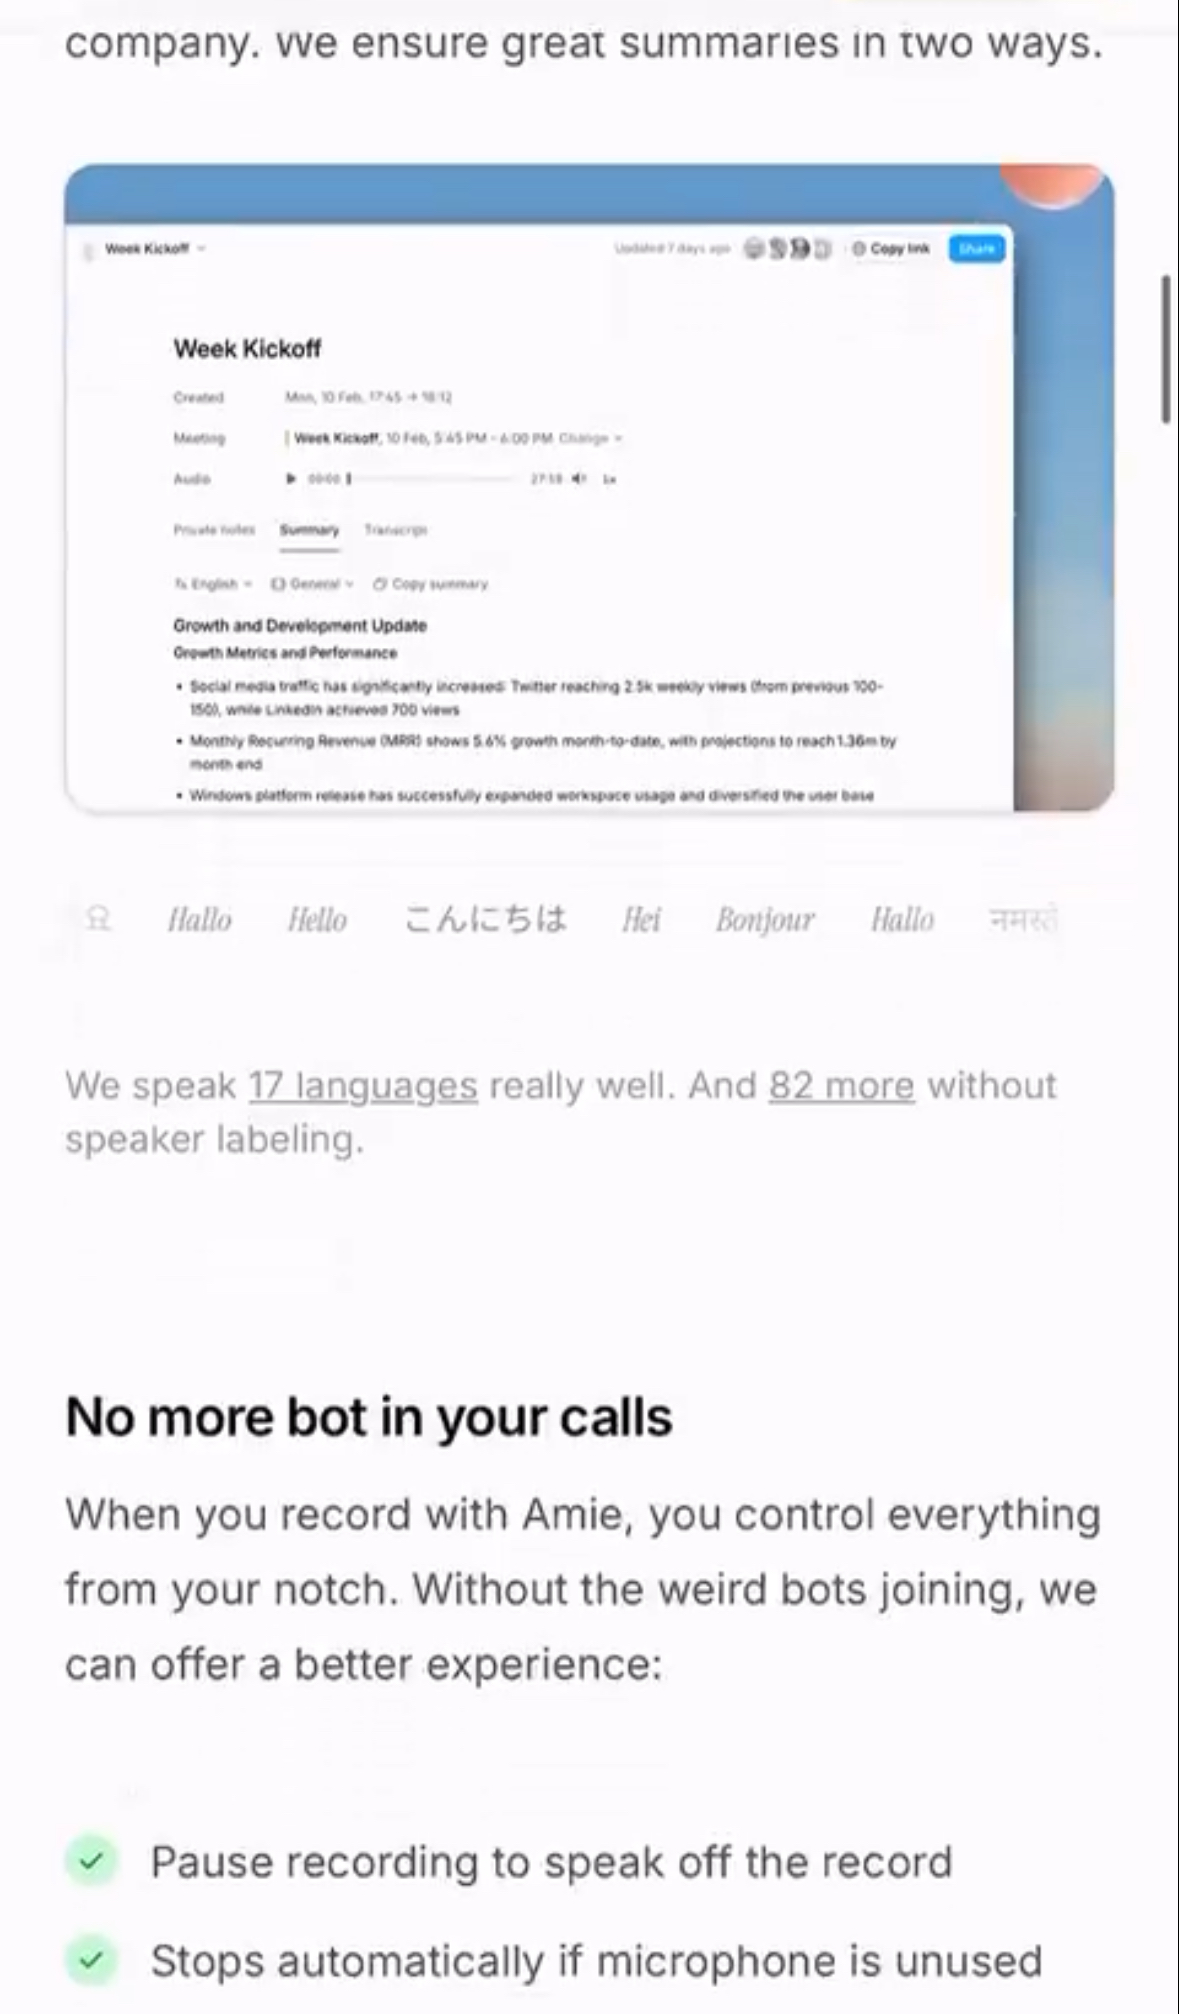 company. We ensure great summaries in two ways.
Week Kickoff
Updated 7 days ago
Copy link
Share
Week Kickoff
Created Mon, 10 Feb, 17:45 → 18:12
Meeting Week Kickoff, 10 Feb, 5:45 PM - 6:00 PM Change
Audio 00:00 27:18 1x
Private notes Summary Transcript
English General Copy summary
Growth and Development Update
Growth Metrics and Performance
• Social media traffic has significantly increased: Twitter reaching 2.5k weekly views (from previous 100-
150), while LinkedIn achieved 700 views
• Monthly Recurring Revenue (MRR) shows 5.6% growth month-to-date, with projections to reach 1.36m by
month end
• Windows platform release has successfully expanded workspace usage and diversified the user base
Hallo Hello こんにちは Hei Bonjour Hallo नमस्ते
We speak 17 languages really well. And 82 more without
speaker labeling.
No more bot in your calls
When you record with Amie, you control everything
from your notch. Without the weird bots joining, we
can offer a better experience:
Pause recording to speak off the record
Stops automatically if microphone is unused